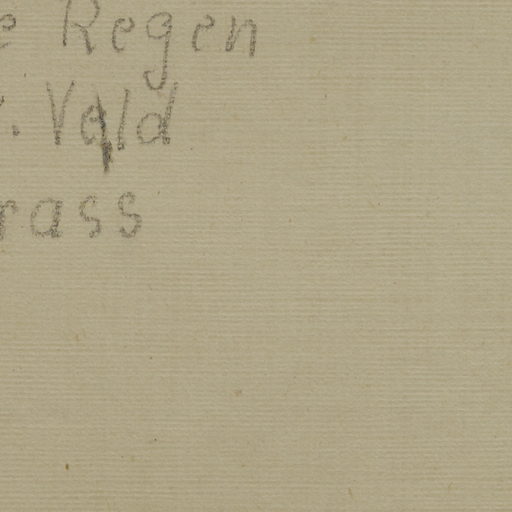 e Regen
. Veld
rass